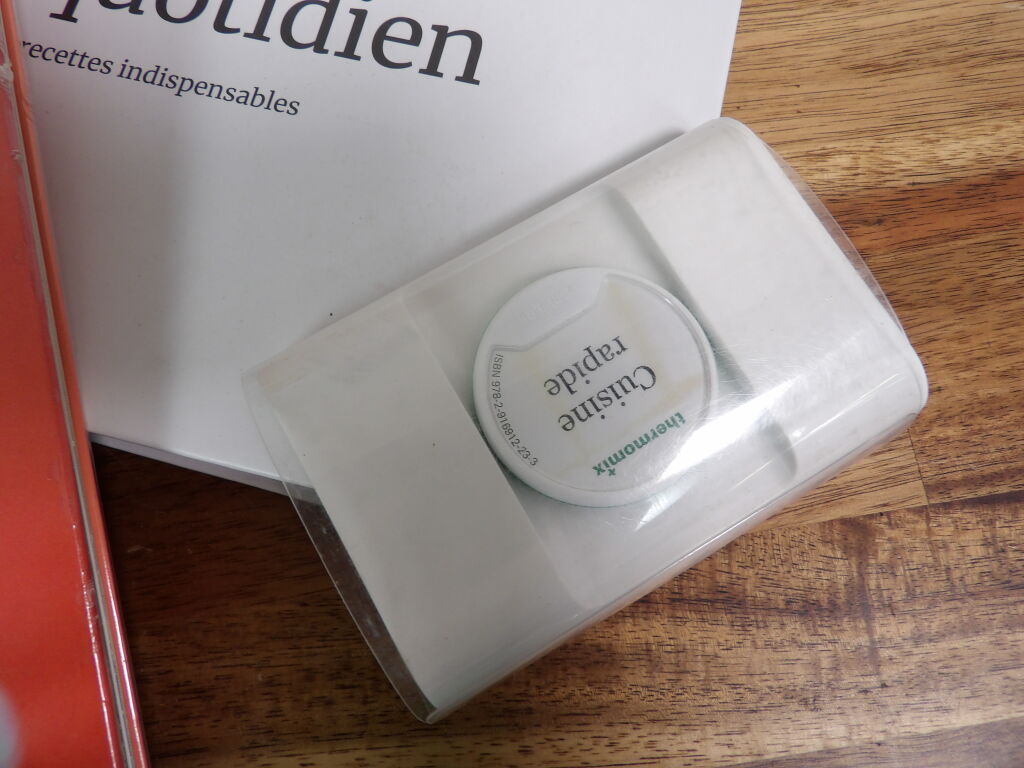 quotidien
recettes indispensables
thermomix
Cuisine
rapide
ISBN 978-2-916912-23-3